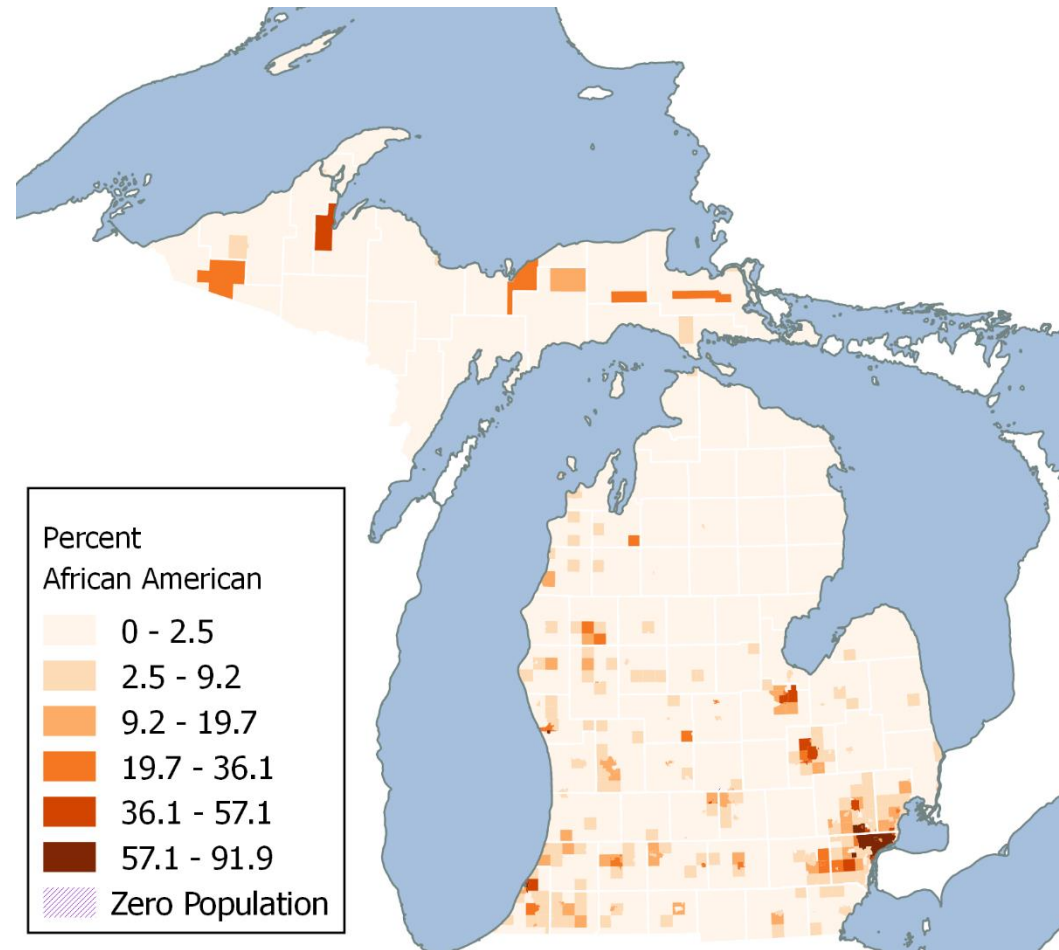 Percent
African American
0 - 2.5
2.5 - 9.2
9.2 - 19.7
19.7 - 36.1
36.1 - 57.1
57.1 - 91.9
Zero Population